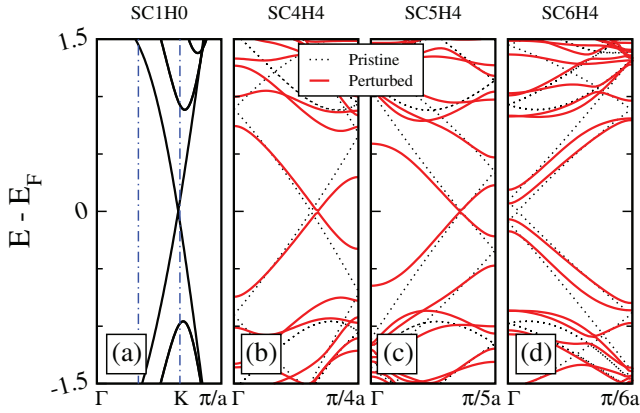 SC1H0 SC4H4 SC5H4 SC6H4
1.5
Pristine
Perturbed
E - E_F
0
(a) (b) (c) (d)
-1.5
Γ K π/a Γ π/4a Γ π/5a Γ π/6a